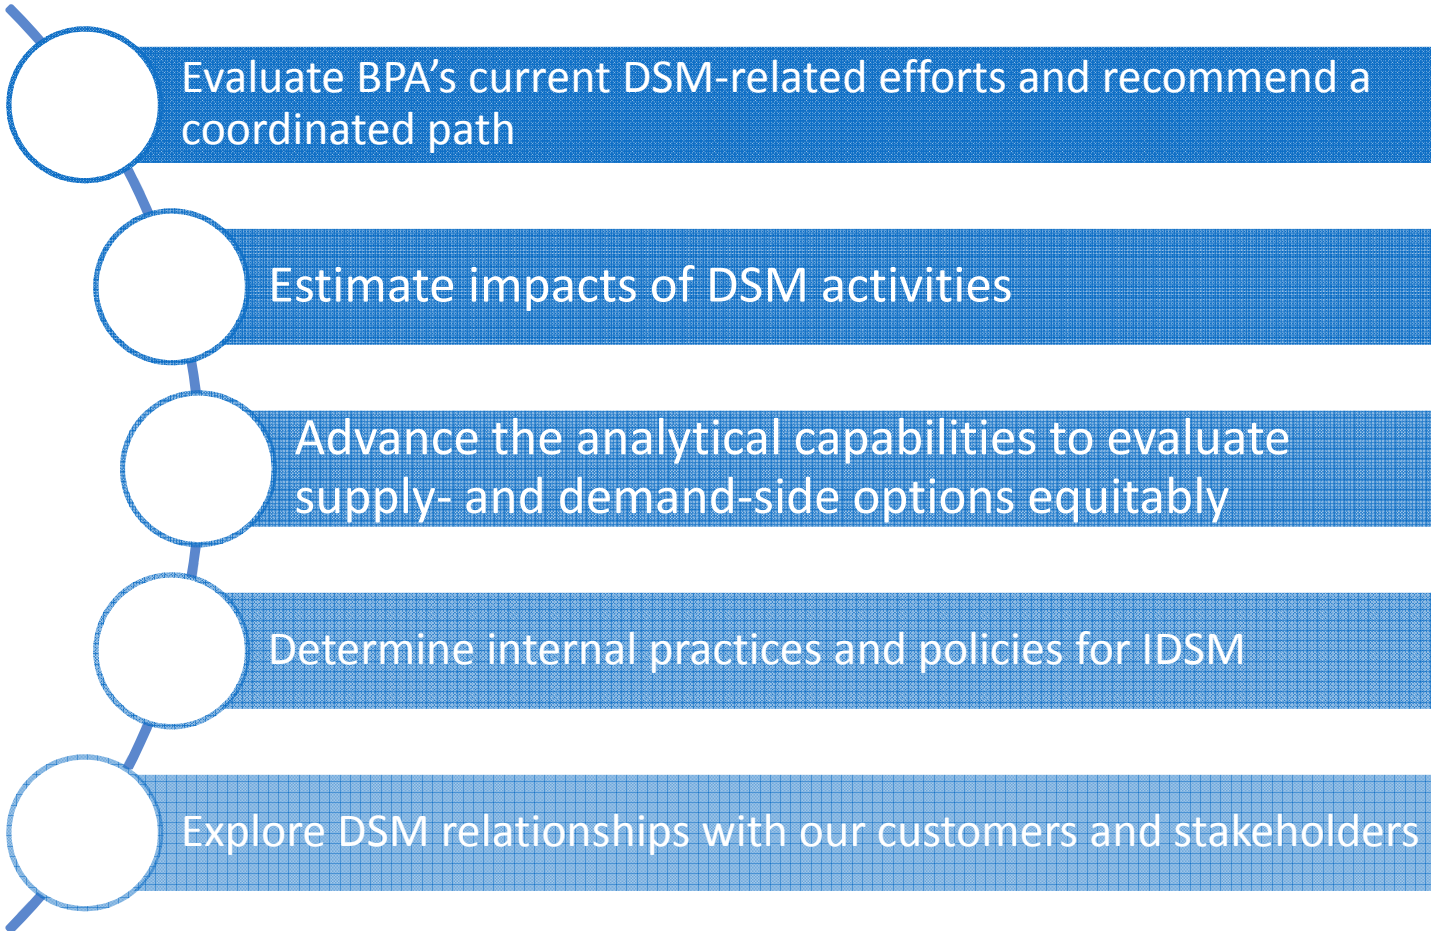 Evaluate BPA’s current DSM-related efforts and recommend a
coordinated path
Estimate impacts of DSM activities
Advance the analytical capabilities to evaluate
supply- and demand-side options equitably
Determine internal practices and policies for IDSM
Explore DSM relationships with our customers and stakeholders